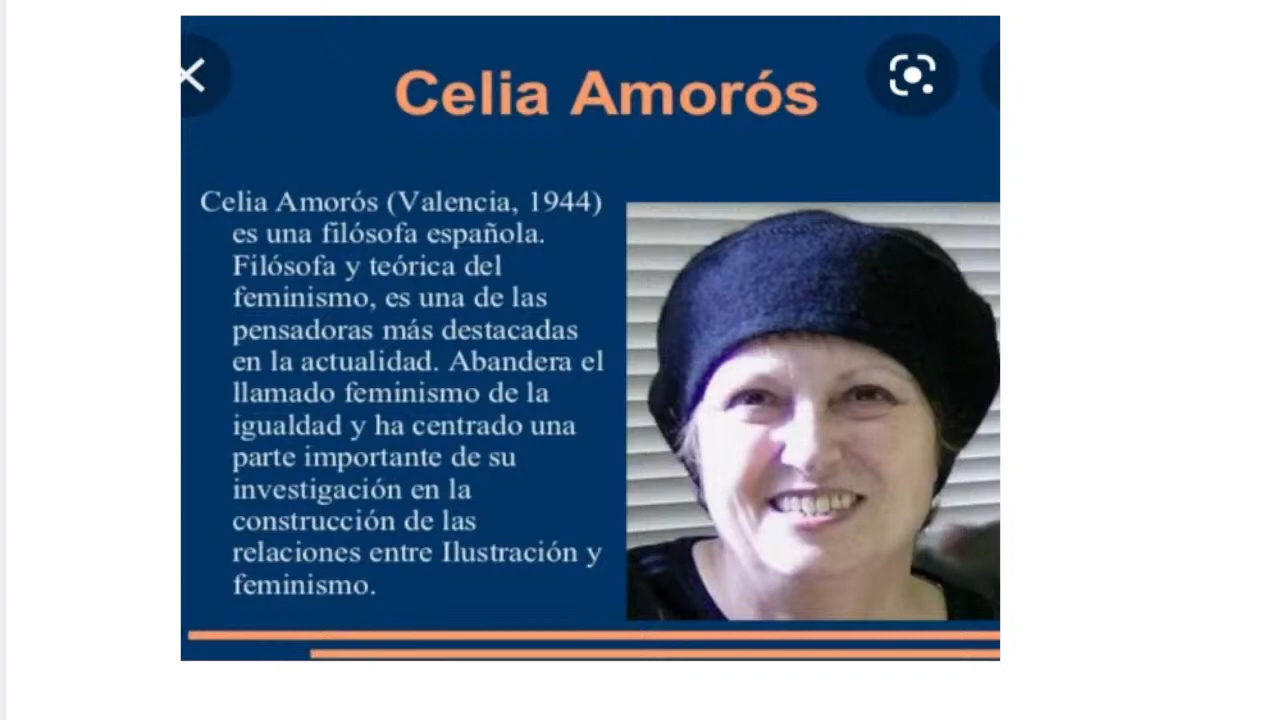 Celia Amorós
Celia Amorós (Valencia, 1944)
es una filósofa española.
Filósofa y teórica del
feminismo, es una de las
pensadoras más destacadas
en la actualidad. Abandera el
llamado feminismo de la
igualdad y ha centrado una
parte importante de su
investigación en la
construcción de las
relaciones entre Ilustración y
feminismo.